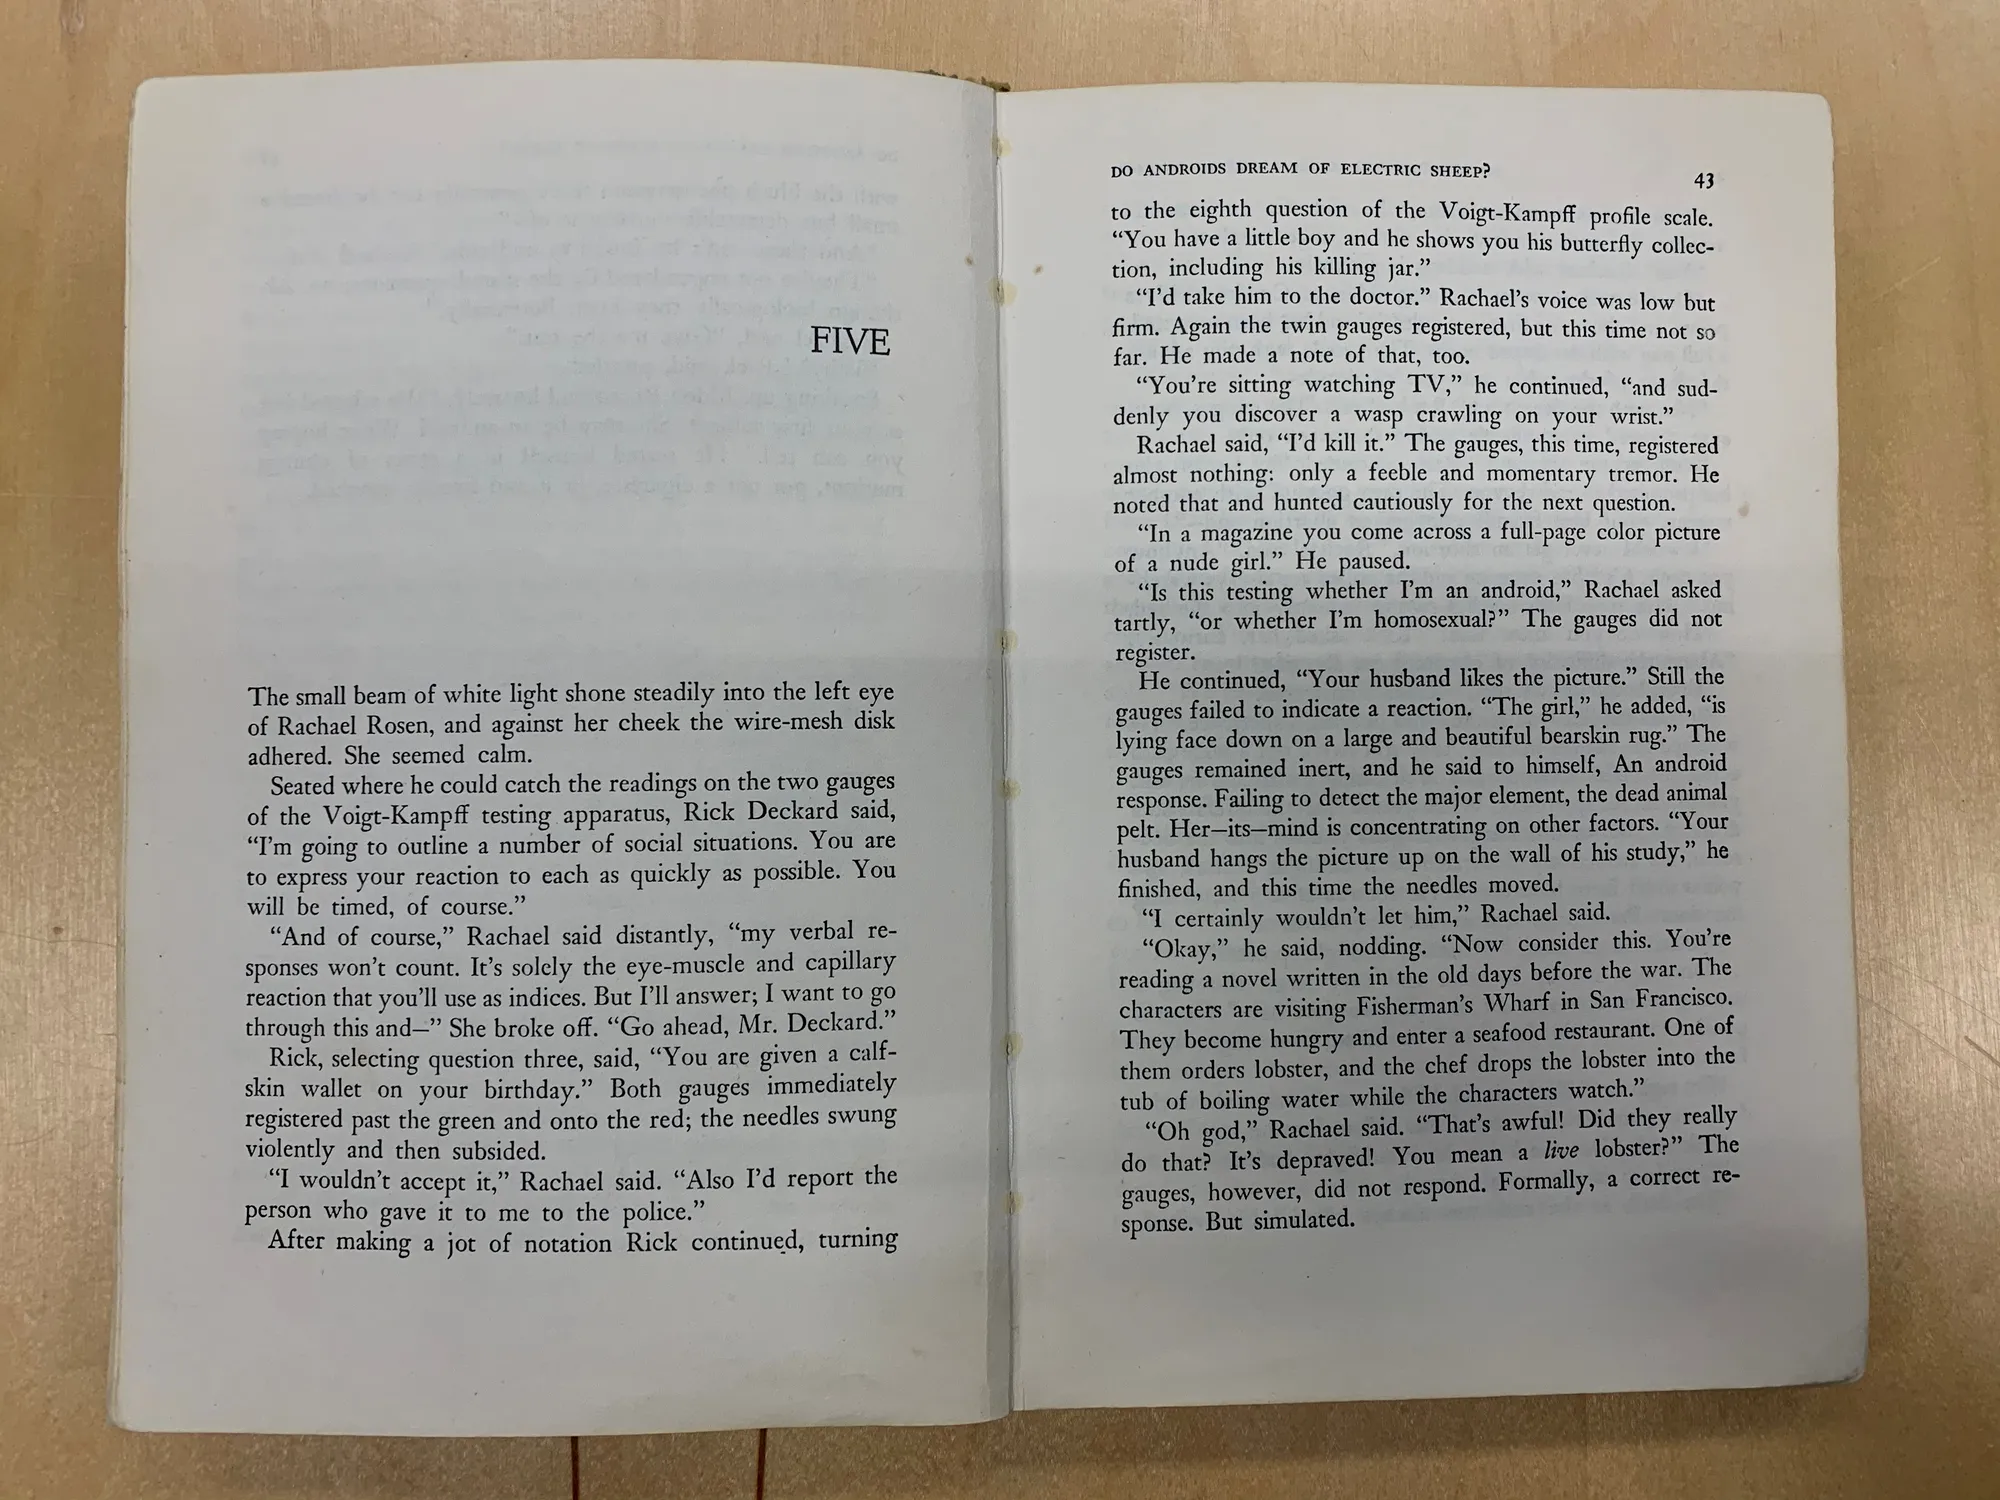 FIVE
The small beam of white light shone steadily into the left eye
of Rachael Rosen, and against her cheek the wire-mesh disk
adhered. She seemed calm.
Seated where he could catch the readings on the two gauges
of the Voigt-Kampff testing apparatus, Rick Deckard said,
“I’m going to outline a number of social situations. You are
to express your reaction to each as quickly as possible. You
will be timed, of course.”
“And of course,” Rachael said distantly, “my verbal re-
sponses won’t count. It’s solely the eye-muscle and capillary
reaction that you’ll use as indices. But I’ll answer; I want to go
through this and—” She broke off. “Go ahead, Mr. Deckard.”
Rick, selecting question three, said, “You are given a calf-
skin wallet on your birthday.” Both gauges immediately
registered past the green and onto the red; the needles swung
violently and then subsided.
“I wouldn’t accept it,” Rachael said. “Also I’d report the
person who gave it to me to the police.”
After making a jot of notation Rick continued, turning
DO ANDROIDS DREAM OF ELECTRIC SHEEP? 43
to the eighth question of the Voigt-Kampff profile scale.
“You have a little boy and he shows you his butterfly collec-
tion, including his killing jar.”
“I’d take him to the doctor.” Rachael’s voice was low but
firm. Again the twin gauges registered, but this time not so
far. He made a note of that, too.
“You’re sitting watching TV,” he continued, “and sud-
denly you discover a wasp crawling on your wrist.”
Rachael said, “I’d kill it.” The gauges, this time, registered
almost nothing: only a feeble and momentary tremor. He
noted that and hunted cautiously for the next question.
“In a magazine you come across a full-page color picture
of a nude girl.” He paused.
“Is this testing whether I’m an android,” Rachael asked
tartly, “or whether I’m homosexual?” The gauges did not
register.
He continued, “Your husband likes the picture.” Still the
gauges failed to indicate a reaction. “The girl,” he added, “is
lying face down on a large and beautiful bearskin rug.” The
gauges remained inert, and he said to himself, An android
response. Failing to detect the major element, the dead animal
pelt. Her—its—mind is concentrating on other factors. “Your
husband hangs the picture up on the wall of his study,” he
finished, and this time the needles moved.
“I certainly wouldn’t let him,” Rachael said.
“Okay,” he said, nodding. “Now consider this. You’re
reading a novel written in the old days before the war. The
characters are visiting Fisherman’s Wharf in San Francisco.
They become hungry and enter a seafood restaurant. One of
them orders lobster, and the chef drops the lobster into the
tub of boiling water while the characters watch.”
“Oh god,” Rachael said. “That’s awful! Did they really
do that? It’s depraved! You mean a live lobster?” The
gauges, however, did not respond. Formally, a correct re-
sponse. But simulated.